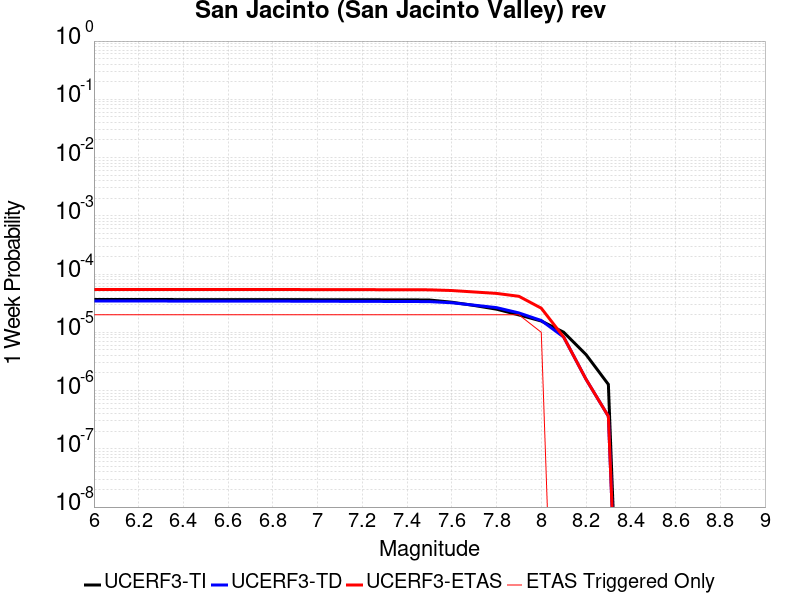 San Jacinto (San Jacinto Valley) rev
10^0
10^-1
10^-2
10^-3
10^-4
10^-5
10^-6
10^-7
10^-8
1 Week Probability
6 6.2 6.4 6.6 6.8 7 7.2 7.4 7.6 7.8 8 8.2 8.4 8.6 8.8 9
Magnitude
UCERF3-TI UCERF3-TD UCERF3-ETAS ETAS Triggered Only